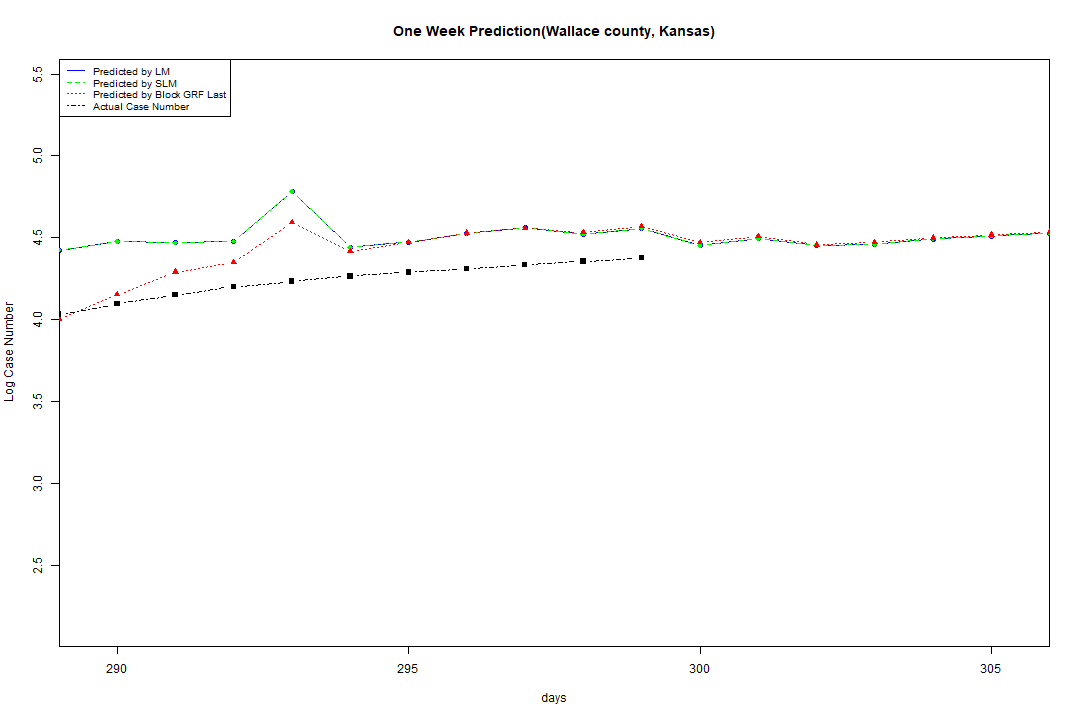 One Week Prediction(Wallace county, Kansas)
Predicted by LM
Predicted by SLM
Predicted by Block GRF Last
Actual Case Number
5.5
5.0
4.5
4.0
3.5
3.0
2.5
Log Case Number
290
295
300
305
days